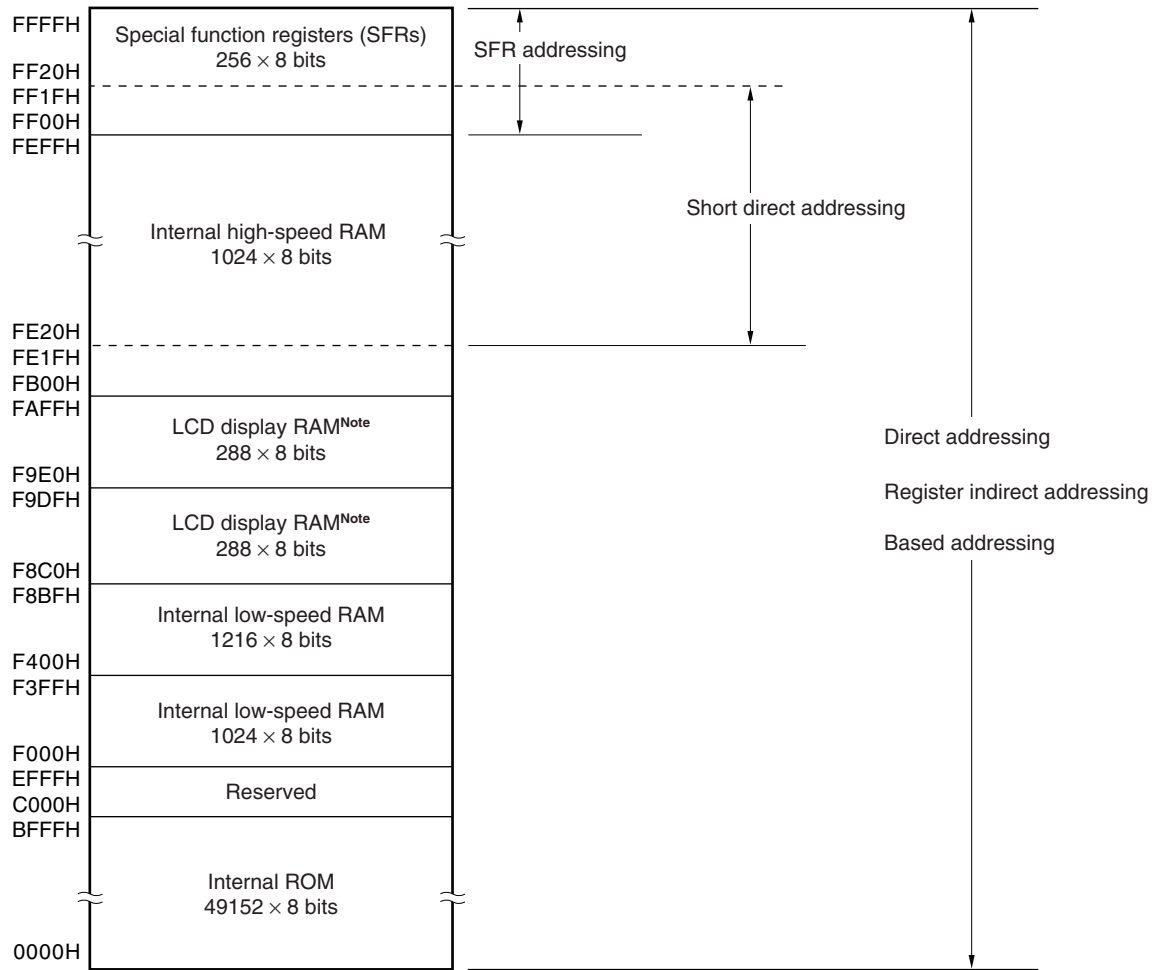 FFFFH
Special function registers (SFRs)
256 × 8 bits
SFR addressing
FF20H
FF1FH
FF00H
FEFFH
Short direct addressing
Internal high-speed RAM
1024 × 8 bits
FE20H
FE1FH
FB00H
FAFFH
LCD display RAMNote
288 × 8 bits
Direct addressing
F9E0H
Register indirect addressing
F9DFH
LCD display RAMNote
288 × 8 bits
Based addressing
F8C0H
F8BFH
Internal low-speed RAM
1216 × 8 bits
F400H
F3FFH
Internal low-speed RAM
1024 × 8 bits
F000H
EFFFH
Reserved
C000H
BFFFH
Internal ROM
49152 × 8 bits
0000H